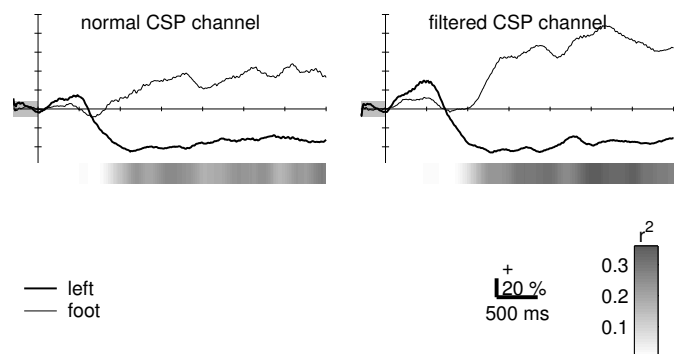 normal CSP channel
filtered CSP channel
left
foot
+
20 %
500 ms
r²
0.3
0.2
0.1